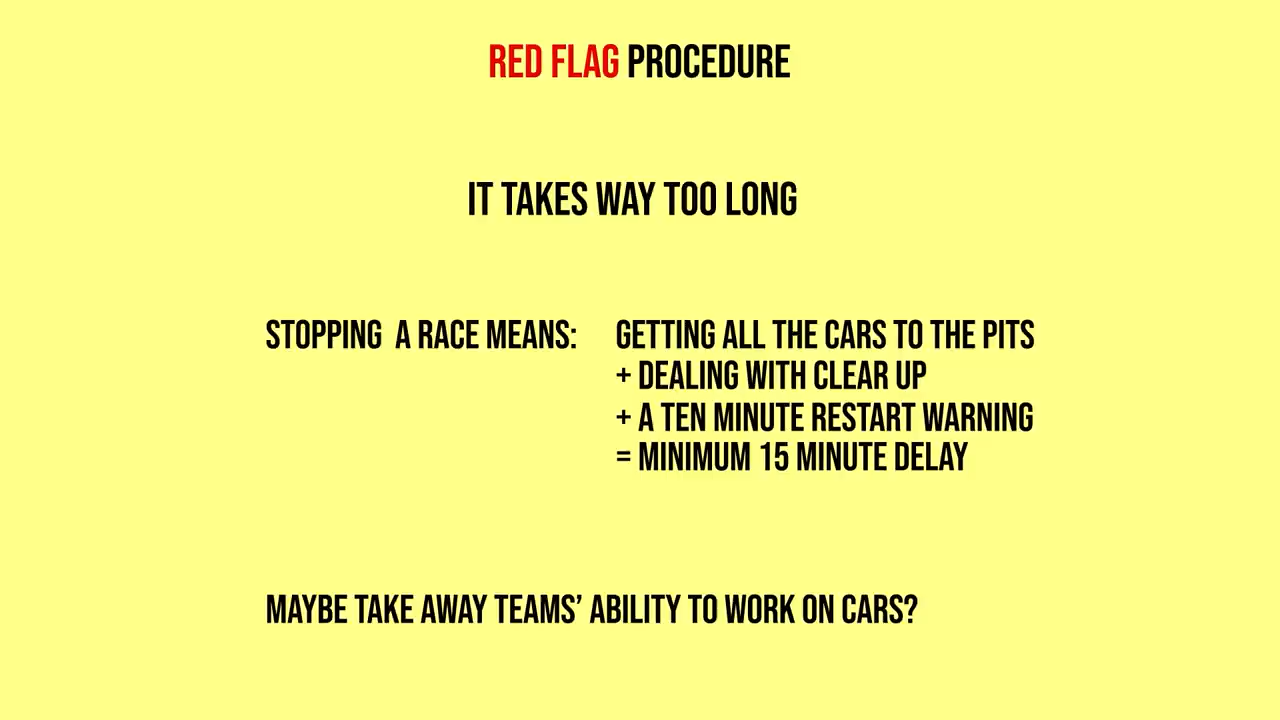 RED FLAG PROCEDURE
IT TAKES WAY TOO LONG
STOPPING A RACE MEANS: GETTING ALL THE CARS TO THE PITS
+ DEALING WITH CLEAR UP
+ A TEN MINUTE RESTART WARNING
= MINIMUM 15 MINUTE DELAY
MAYBE TAKE AWAY TEAMS’ ABILITY TO WORK ON CARS?